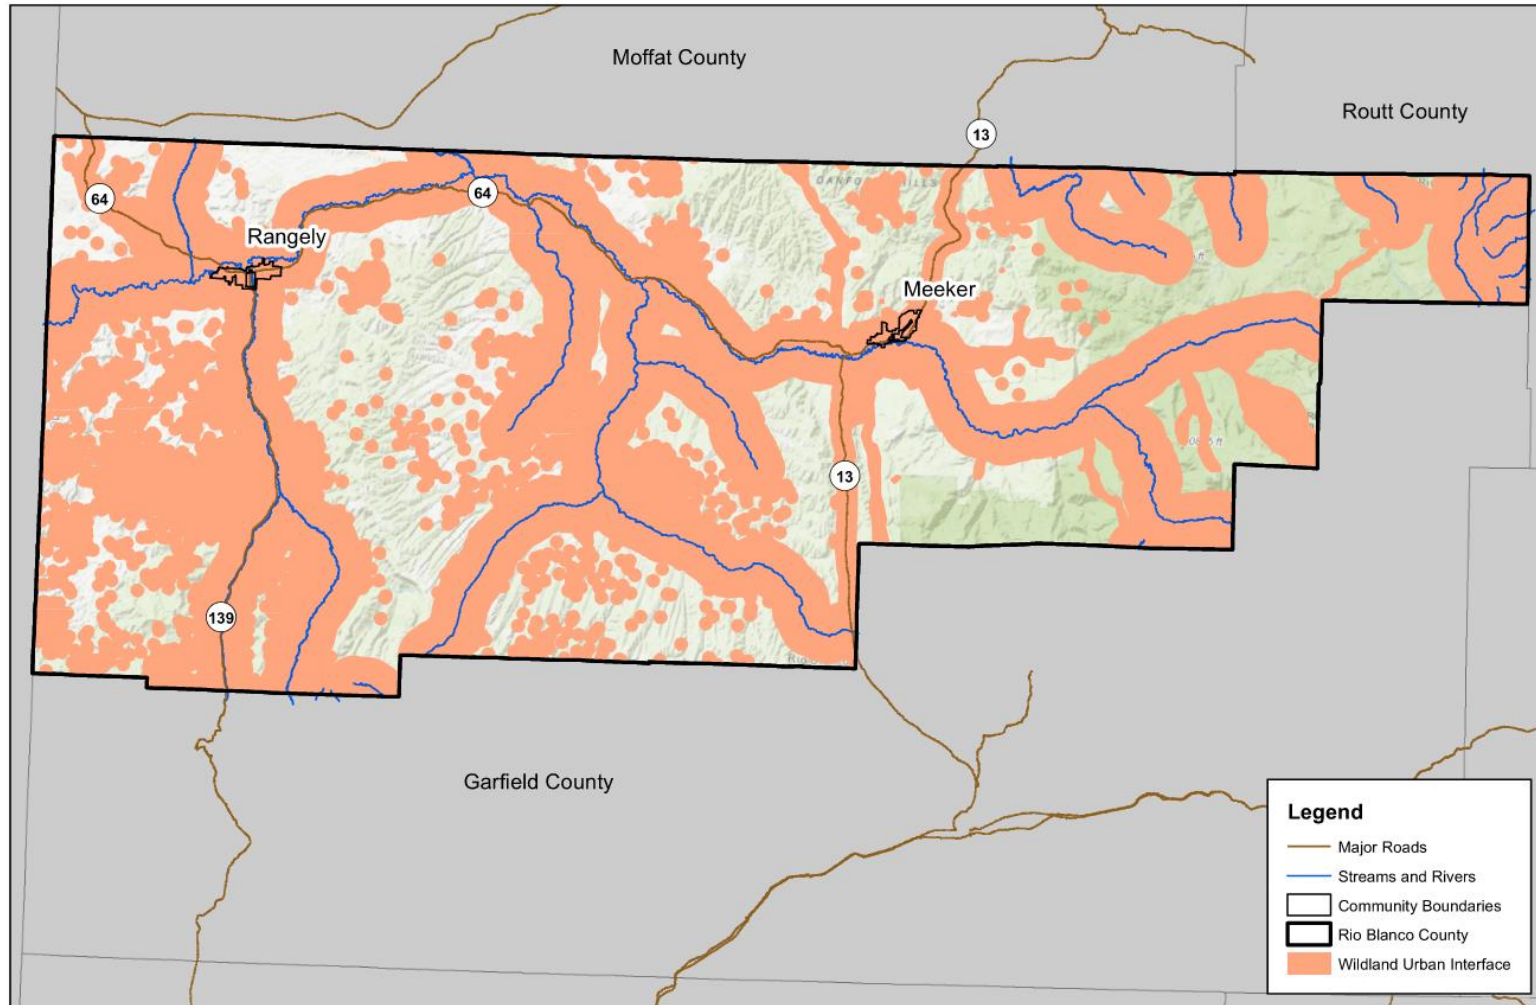 Moffat County
Routt County
13
64
64
Rangely
Meeker
13
139
Garfield County
Legend
Major Roads
Streams and Rivers
Community Boundaries
Rio Blanco County
Wildland Urban Interface